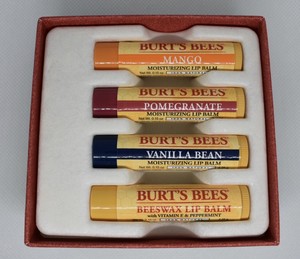 BURT'S BEES
MANGO
MOISTURIZING LIP BALM
BURT'S BEES
POMEGRANATE
MOISTURIZING LIP BALM
BURT'S BEES
VANILLA BEAN
MOISTURIZING LIP BALM
BURT'S BEES
BEESWAX LIP BALM
with VITAMIN E & PEPPERMINT